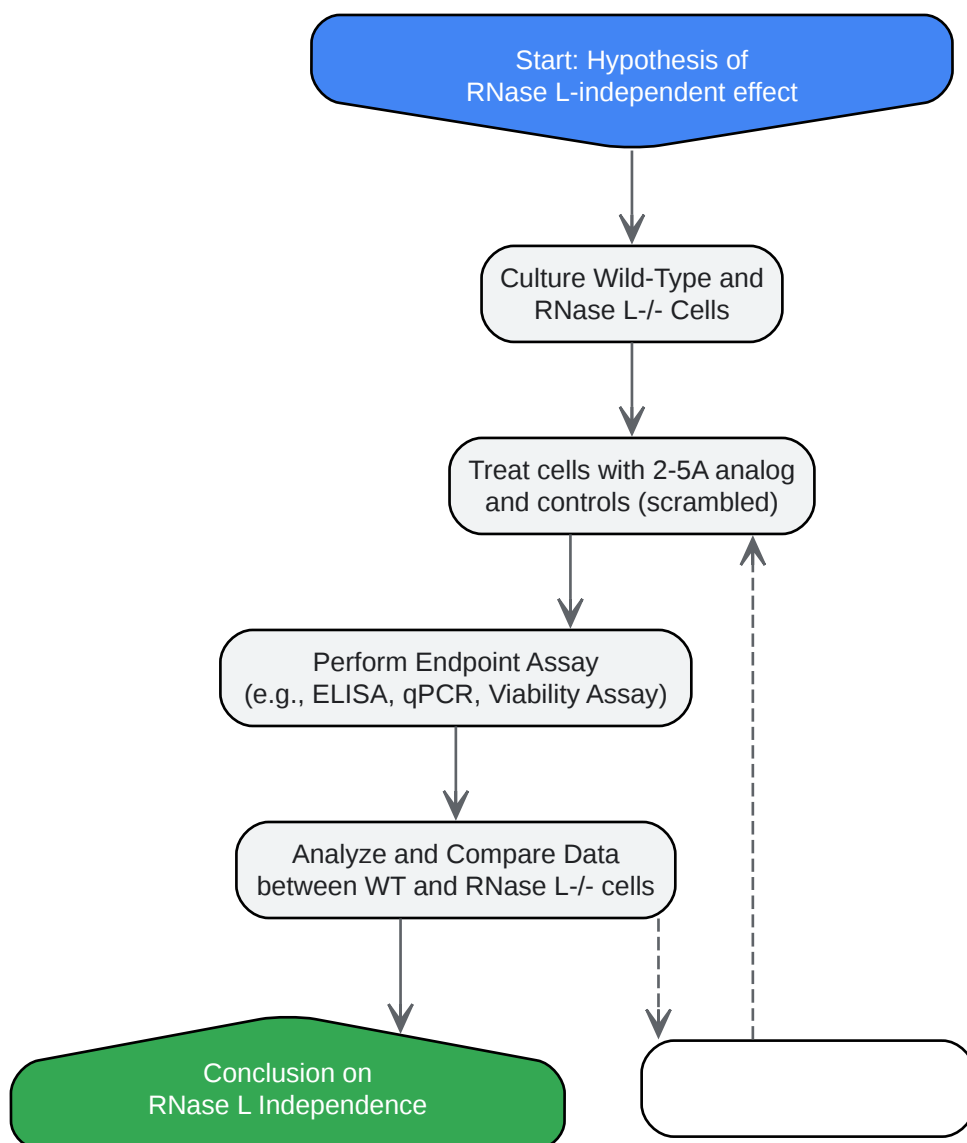 Start: Hypothesis of
RNase L-independent effect
Culture Wild-Type and
RNase L-/- Cells
Treat cells with 2-5A analog
and controls (scrambled)
Perform Endpoint Assay
(e.g., ELISA, qPCR, Viability Assay)
Analyze and Compare Data
between WT and RNase L-/- cells
Conclusion on
RNase L Independence